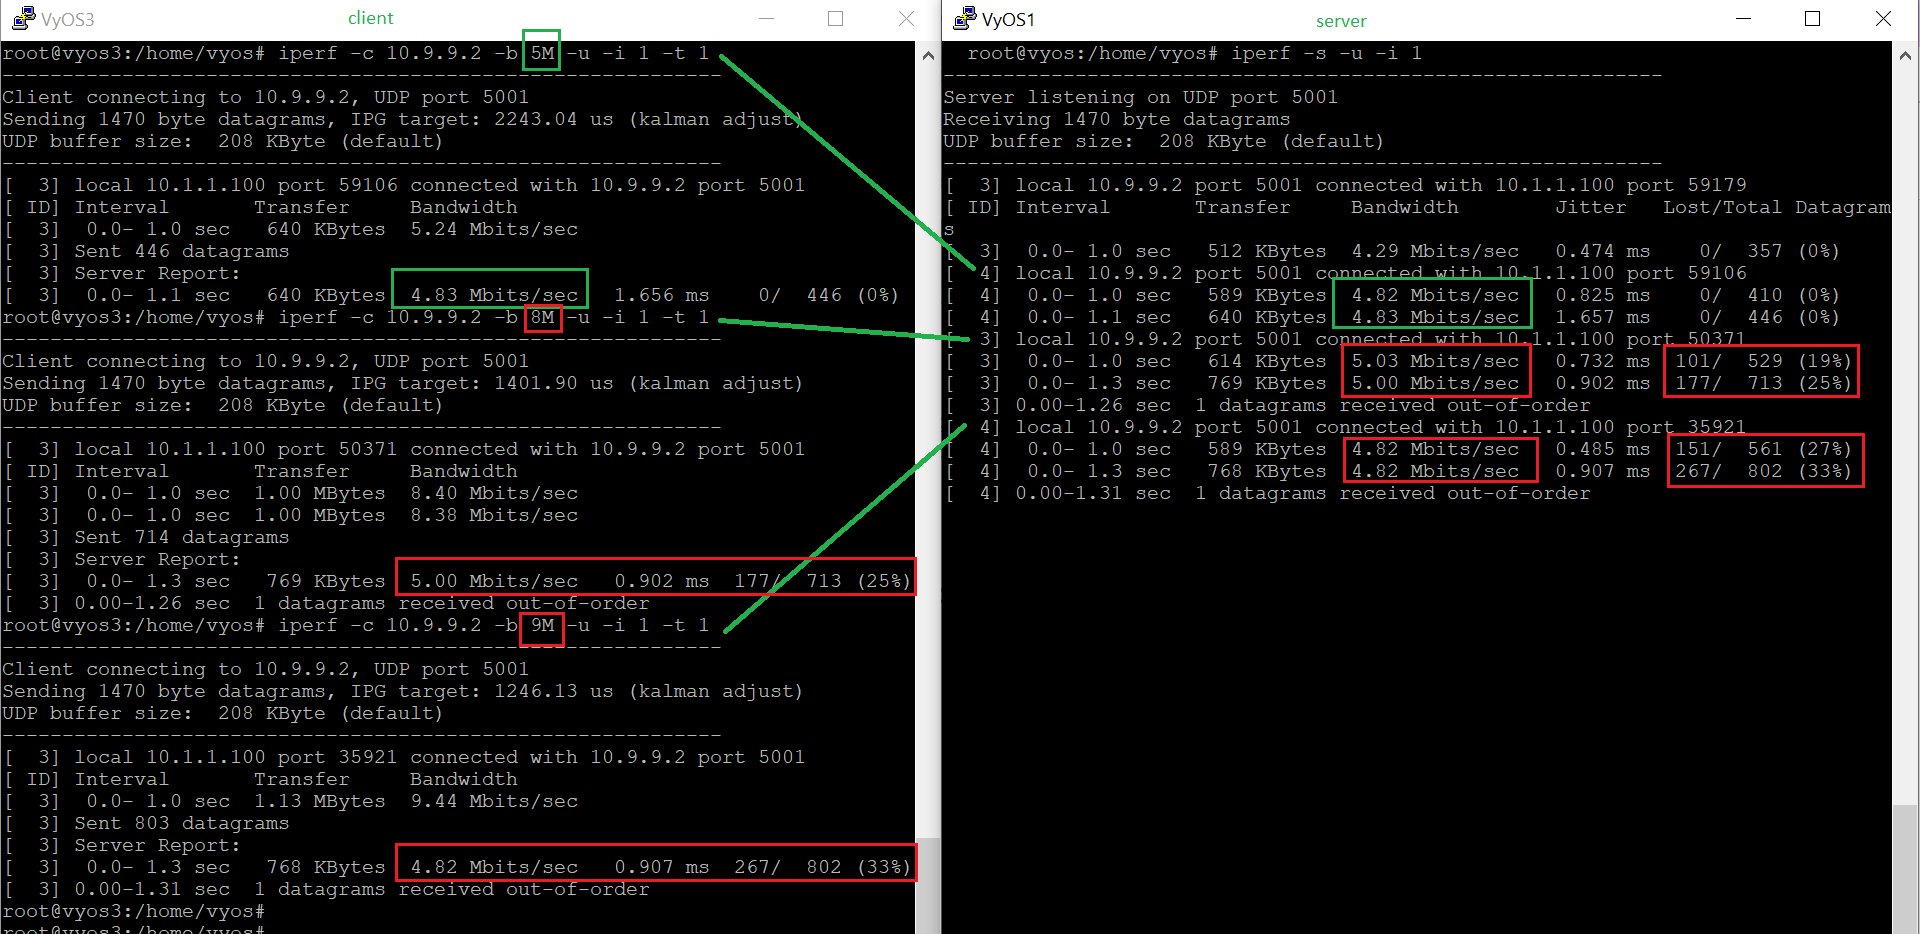 VyOS3
client
root@vyos3:/home/vyos# iperf -c 10.9.9.2 -b 5M -u -i 1 -t 1
------------------------------------------------------------
Client connecting to 10.9.9.2, UDP port 5001
Sending 1470 byte datagrams, IPG target: 2243.04 us (kalman adjust)
UDP buffer size:  208 KByte (default)
------------------------------------------------------------
[  3] local 10.1.1.100 port 59106 connected with 10.9.9.2 port 5001
[ ID] Interval       Transfer     Bandwidth
[  3]  0.0- 1.0 sec   640 KBytes  5.24 Mbits/sec
[  3] Sent 446 datagrams
[  3] Server Report:
[  3]  0.0- 1.1 sec   640 KBytes  4.83 Mbits/sec   1.656 ms    0/  446 (0%)
root@vyos3:/home/vyos# iperf -c 10.9.9.2 -b 8M -u -i 1 -t 1
------------------------------------------------------------
Client connecting to 10.9.9.2, UDP port 5001
Sending 1470 byte datagrams, IPG target: 1401.90 us (kalman adjust)
UDP buffer size:  208 KByte (default)
------------------------------------------------------------
[  3] local 10.1.1.100 port 50371 connected with 10.9.9.2 port 5001
[ ID] Interval       Transfer     Bandwidth
[  3]  0.0- 1.0 sec  1.00 MBytes  8.40 Mbits/sec
[  3]  0.0- 1.0 sec  1.00 MBytes  8.38 Mbits/sec
[  3] Sent 714 datagrams
[  3] Server Report:
[  3]  0.0- 1.3 sec   769 KBytes  5.00 Mbits/sec   0.902 ms  177/  713 (25%)
[  3] 0.00-1.26 sec  1 datagrams received out-of-order
root@vyos3:/home/vyos# iperf -c 10.9.9.2 -b 9M -u -i 1 -t 1
------------------------------------------------------------
Client connecting to 10.9.9.2, UDP port 5001
Sending 1470 byte datagrams, IPG target: 1246.13 us (kalman adjust)
UDP buffer size:  208 KByte (default)
------------------------------------------------------------
[  3] local 10.1.1.100 port 35921 connected with 10.9.9.2 port 5001
[ ID] Interval       Transfer     Bandwidth
[  3]  0.0- 1.0 sec  1.13 MBytes  9.44 Mbits/sec
[  3] Sent 803 datagrams
[  3] Server Report:
[  3]  0.0- 1.3 sec   768 KBytes  4.82 Mbits/sec   0.907 ms  267/  802 (33%)
[  3] 0.00-1.31 sec  1 datagrams received out-of-order
root@vyos3:/home/vyos#
root@vyos3:/home/vyos#
VyOS1
server
root@vyos:/home/vyos# iperf -s -u -i 1
------------------------------------------------------------
Server listening on UDP port 5001
Receiving 1470 byte datagrams
UDP buffer size:  208 KByte (default)
------------------------------------------------------------
[  3] local 10.9.9.2 port 5001 connected with 10.1.1.100 port 59179
[ ID] Interval       Transfer     Bandwidth        Jitter   Lost/Total Datagram
s
[  3]  0.0- 1.0 sec   512 KBytes  4.29 Mbits/sec   0.474 ms    0/  357 (0%)
[  4] local 10.9.9.2 port 5001 connected with 10.1.1.100 port 59106
[  4]  0.0- 1.0 sec   589 KBytes  4.82 Mbits/sec   0.825 ms    0/  410 (0%)
[  4]  0.0- 1.1 sec   640 KBytes  4.83 Mbits/sec   1.657 ms    0/  446 (0%)
[  3] local 10.9.9.2 port 5001 connected with 10.1.1.100 port 50371
[  3]  0.0- 1.0 sec   614 KBytes  5.03 Mbits/sec   0.732 ms  101/  529 (19%)
[  3]  0.0- 1.3 sec   769 KBytes  5.00 Mbits/sec   0.902 ms  177/  713 (25%)
[  3] 0.00-1.26 sec  1 datagrams received out-of-order
[  4] local 10.9.9.2 port 5001 connected with 10.1.1.100 port 35921
[  4]  0.0- 1.0 sec   589 KBytes  4.82 Mbits/sec   0.485 ms  151/  561 (27%)
[  4]  0.0- 1.3 sec   768 KBytes  4.82 Mbits/sec   0.907 ms  267/  802 (33%)
[  4] 0.00-1.31 sec  1 datagrams received out-of-order